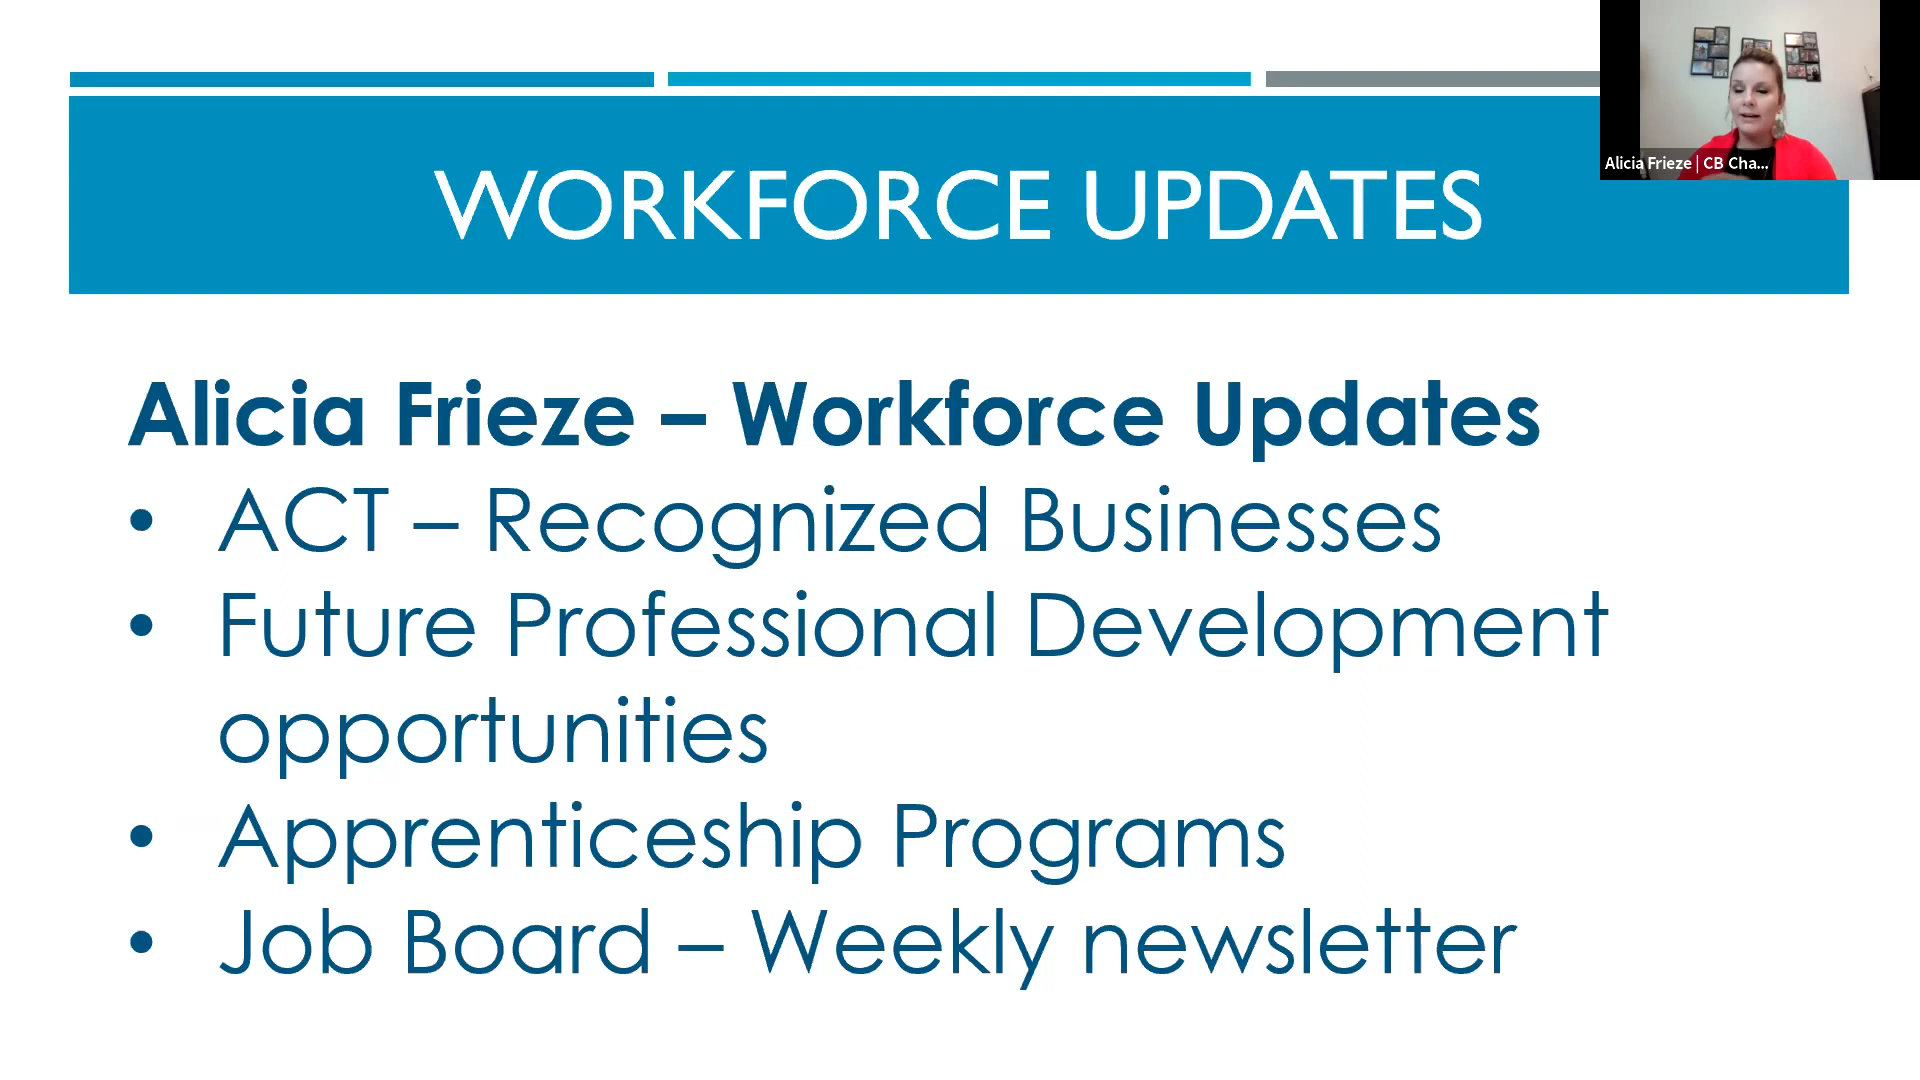 WORKFORCE UPDATES
Alicia Frieze | CB Cha...
Alicia Frieze – Workforce Updates
• ACT – Recognized Businesses
• Future Professional Development
opportunities
• Apprenticeship Programs
• Job Board – Weekly newsletter